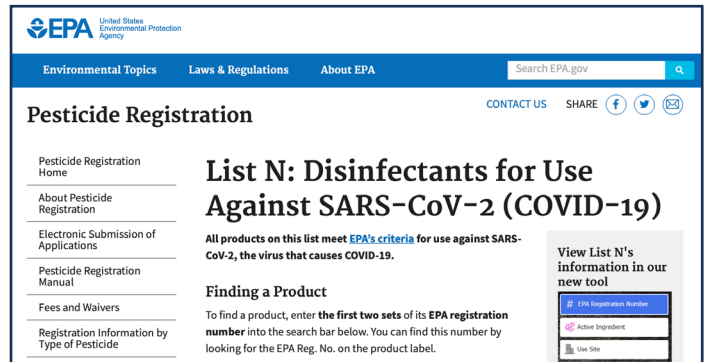 EPA
United States
Environmental Protection
Agency
Environmental Topics
Laws & Regulations
About EPA
Search EPA.gov
Pesticide Registration
CONTACT US
SHARE
Pesticide Registration
Home
About Pesticide
Registration
Electronic Submission of
Applications
Pesticide Registration
Manual
Fees and Waivers
Registration Information by
Type of Pesticide
List N: Disinfectants for Use
Against SARS-CoV-2 (COVID-19)
All products on this list meet EPA's criteria for use against SARS-
CoV-2, the virus that causes COVID-19.
Finding a Product
To find a product, enter the first two sets of its EPA registration
number into the search bar below. You can find this number by
looking for the EPA Reg. No. on the product label.
View List N's
information in our
new tool
# EPA Registration Number
Active Ingredient
Use Site